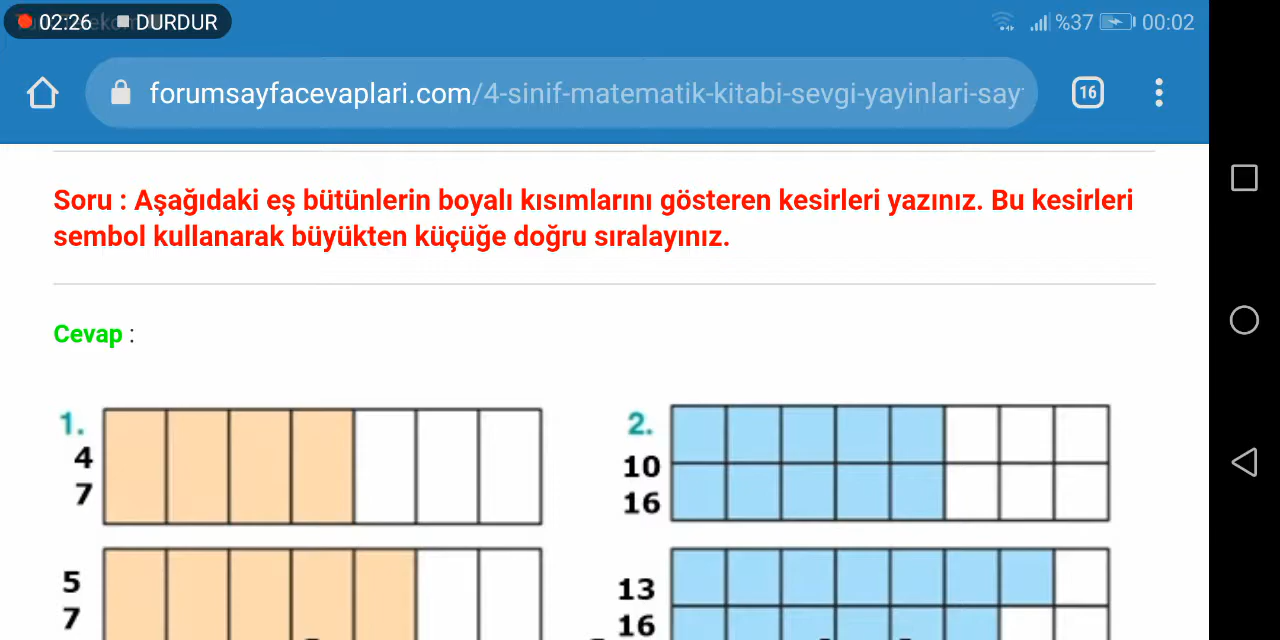 02:26 DURDUR %37 00:02
forumsayfacevaplari.com/4-sinif-matematik-kitabi-sevgi-yayinlari-say
16
Soru : Aşağıdaki eş bütünlerin boyalı kısımlarını gösteren kesirleri yazınız. Bu kesirleri
sembol kullanarak büyükten küçüğe doğru sıralayınız.
Cevap :
1.
4
7
2.
10
16
5
7
13
16